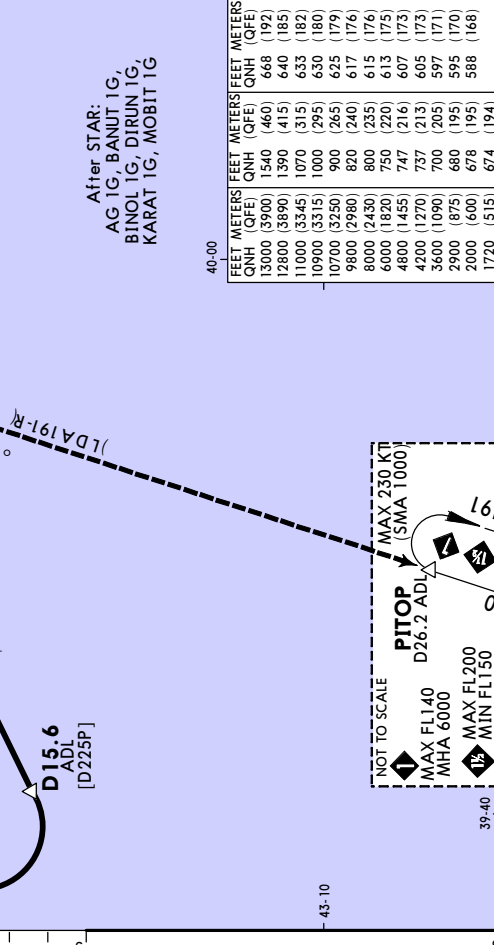 After STAR:
AG 1G, BANUT 1G,
BINOL 1G, DIRUN 1G,
KARAT 1G, MOBIT 1G
40-00
FEET METERS
QNH (QFE)
13000 (3900)
12800 (3890)
11000 (3345)
10900 (3315)
10700 (3250)
9800 (2980)
8000 (2430)
6000 (1820)
4800 (1455)
4200 (1270)
3600 (1090)
2900 (875)
2000 (600)
1720 (515)
FEET METERS
QNH (QFE)
1540 (460)
1390 (415)
1070 (315)
1000 (295)
900 (265)
820 (240)
800 (235)
750 (220)
747 (216)
737 (213)
700 (205)
680 (195)
678 (195)
674 (194)
FEET METERS
QNH (QFE)
668 (192)
640 (185)
633 (182)
630 (180)
625 (179)
617 (176)
615 (176)
613 (175)
607 (173)
605 (173)
597 (171)
595 (170)
588 (168)
(R-191ADL)
D15.6
ADL
[D225P]
NOT TO SCALE
MAX 230 KT
(SMA 1000)
PITOP
D26.2 ADL
1
1½
191
1
MAX FL140
MHA 6000
1½
MAX FL200
MIN FL150
39-40
43-10